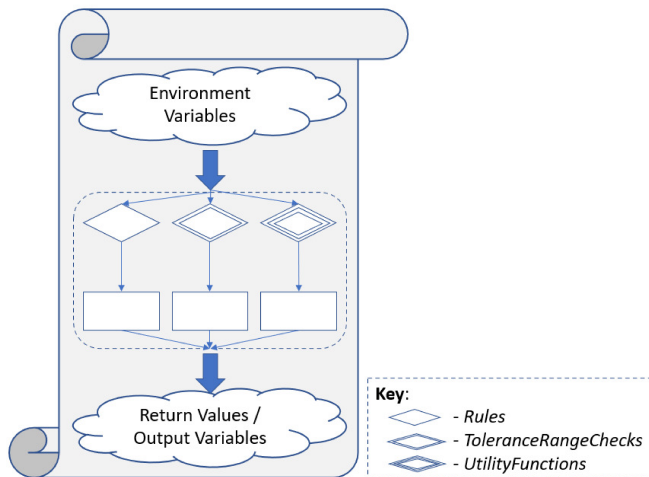 Environment
Variables
Return Values /
Output Variables
Key:
- Rules
- ToleranceRangeChecks
- UtilityFunctions